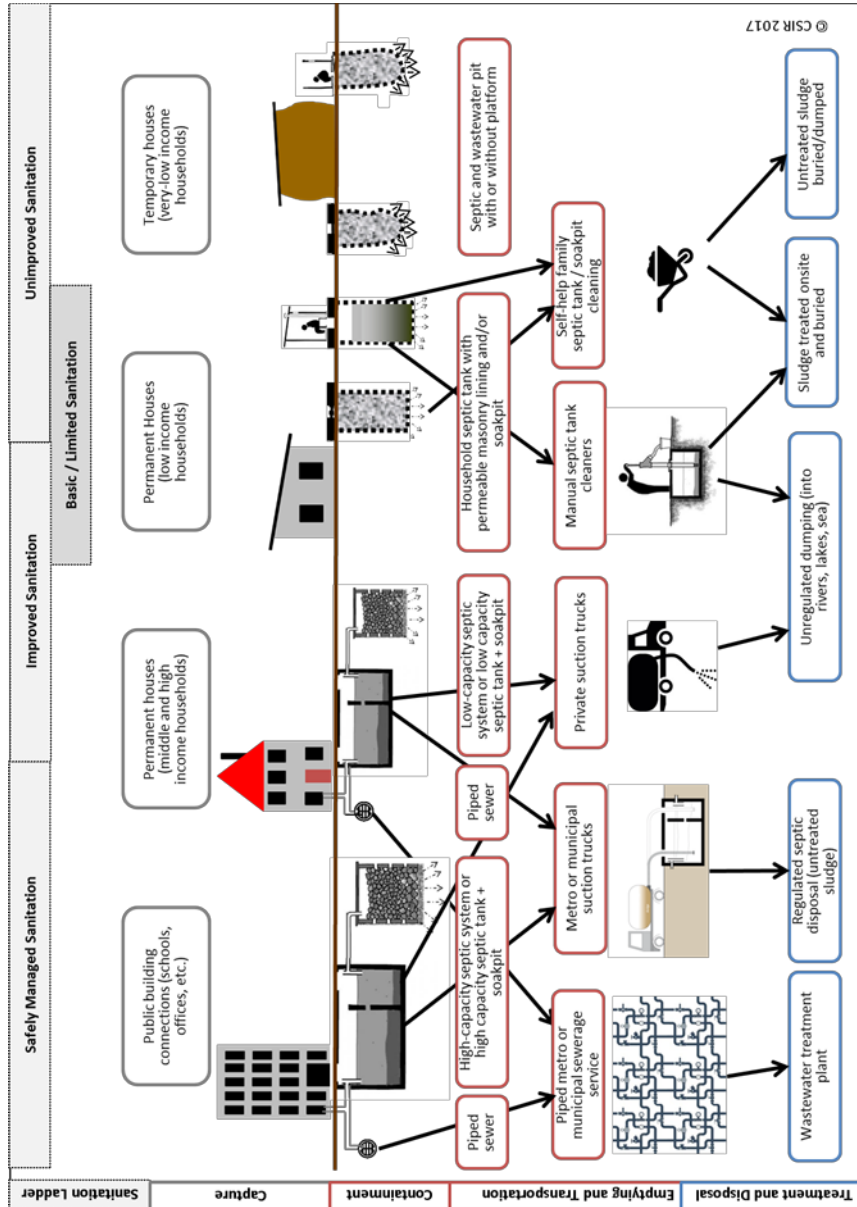 Sanitation Ladder
Safely Managed Sanitation
Improved Sanitation
Unimproved Sanitation
Basic / Limited Sanitation
Capture
Public building
connections (schools,
offices, etc.)
Permanent houses
(middle and high
income households)
Permanent Houses
(low income
households)
Temporary houses
(very-low income
households)
Containment
Emptying and Transportation
Piped
sewer
High-capacity septic system or
high capacity septic tank +
soakpit
Piped
sewer
Low-capacity septic
system or low capacity
septic tank + soakpit
Household septic tank with
permeable masonry lining and/or
soakpit
Septic and wastewater pit
with or without platform
Piped metro or
municipal sewerage
service
Metro or municipal
suction trucks
Private suction trucks
Manual septic tank
cleaners
Self-help family
septic tank / soakpit
cleaning
Treatment and Disposal
Wastewater treatment
plant
Regulated septic
disposal (untreated
sludge)
Unregulated dumping (into
rivers, lakes, sea)
Sludge treated onsite
and buried
Untreated sludge
buried/dumped
© CSIR 2017